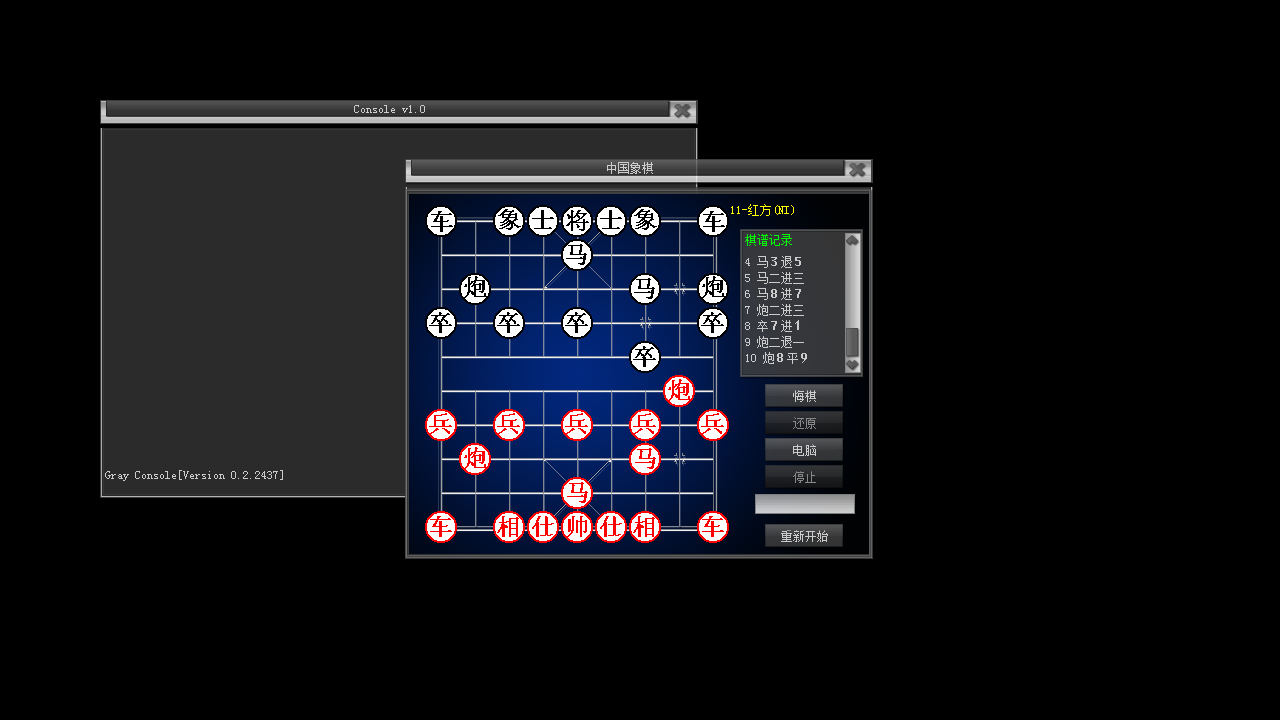 Console v1.0
中国象棋
车 象 士 将 士 象 车
11-红方(NI)
马
棋谱记录
4 马3退5
5 马二进三
6 马8进7
7 炮二进三
8 卒7进1
9 炮二退一
10 炮8平9
炮 马 炮
卒 卒 卒 卒
卒
炮
悔棋
还原
电脑
停止
重新开始
兵 兵 兵 兵 兵
炮 马
马
车 相 仕 帅 仕 相 车
Gray Console[Version 0.2.2437]